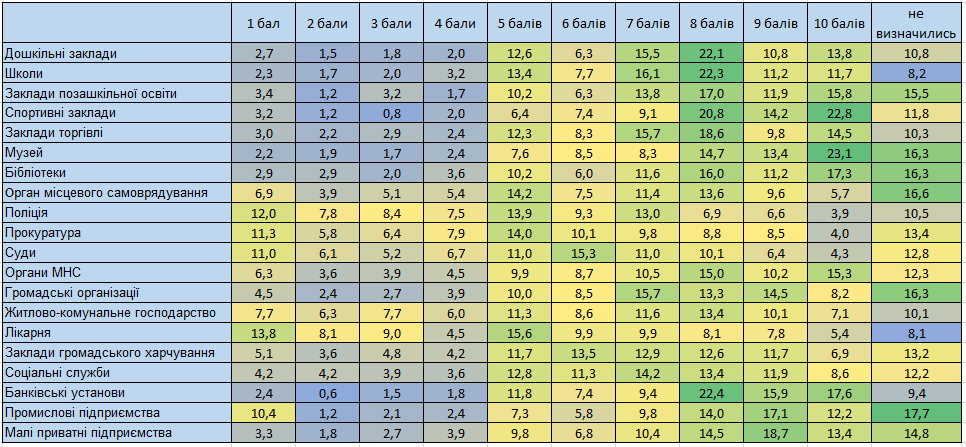 1 бал 2 бали 3 бали 4 бали 5 балів 6 балів 7 балів 8 балів 9 балів 10 балів не визначились
Дошкільні заклади 2,7 1,5 1,8 2,0 12,6 6,3 15,5 22,1 10,8 13,8 10,8
Школи 2,3 1,7 2,0 3,2 13,4 7,7 16,1 22,3 11,2 11,7 8,2
Заклади позашкільної освіти 3,4 1,2 3,2 1,7 10,2 6,3 13,8 17,0 11,9 15,8 15,5
Спортивні заклади 3,2 1,2 0,8 2,0 6,4 7,4 9,1 20,8 14,2 22,8 11,8
Заклади торгівлі 3,0 2,2 2,9 2,4 12,3 8,3 15,7 18,6 9,8 14,5 10,3
Музей 2,2 1,9 1,7 2,4 7,6 8,5 8,3 14,7 13,4 23,1 16,3
Бібліотеки 2,9 2,9 2,0 3,6 10,2 6,0 11,6 16,0 11,2 17,3 16,3
Орган місцевого самоврядування 6,9 3,9 5,1 5,4 14,2 7,5 11,4 13,6 9,6 5,7 16,6
Поліція 12,0 7,8 8,4 7,5 13,9 9,3 13,0 6,9 6,6 3,9 10,5
Прокуратура 11,3 5,8 6,4 7,9 14,0 10,1 9,8 8,8 8,5 4,0 13,4
Суди 11,0 6,1 5,2 6,7 11,0 15,3 11,0 10,1 6,4 4,3 12,8
Органи МНС 6,3 3,6 3,9 4,5 9,9 8,7 10,5 15,0 10,2 15,3 12,3
Громадські організації 4,5 2,4 2,7 3,9 10,0 8,5 15,7 13,3 14,5 8,2 16,3
Житлово-комунальне господарство 7,7 6,3 7,7 6,0 11,3 8,6 11,6 13,4 10,1 7,1 10,1
Лікарня 13,8 8,1 9,0 4,5 15,6 9,9 9,9 8,1 7,8 5,4 8,1
Заклади громадського харчування 5,1 3,6 4,8 4,2 11,7 13,5 12,9 12,6 11,7 6,9 13,2
Соціальні служби 4,2 4,2 3,9 3,6 12,8 11,3 14,2 13,4 11,9 8,6 12,2
Банківські установи 2,4 0,6 1,5 1,8 11,8 7,4 9,4 22,4 15,9 17,6 9,4
Промислові підприємства 10,4 1,2 2,1 2,4 7,3 5,8 9,8 14,0 17,1 12,2 17,7
Малі приватні підприємства 3,3 1,8 2,7 3,9 9,8 6,8 10,4 14,5 18,7 13,4 14,8